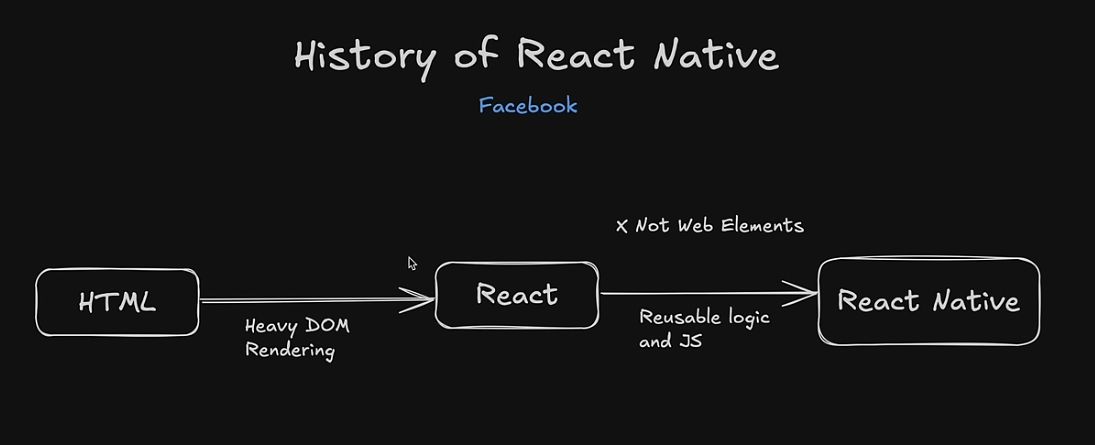 History of React Native
Facebook
X Not Web Elements
HTML
React
React Native
Heavy DOM
Rendering
Reusable logic
and JS